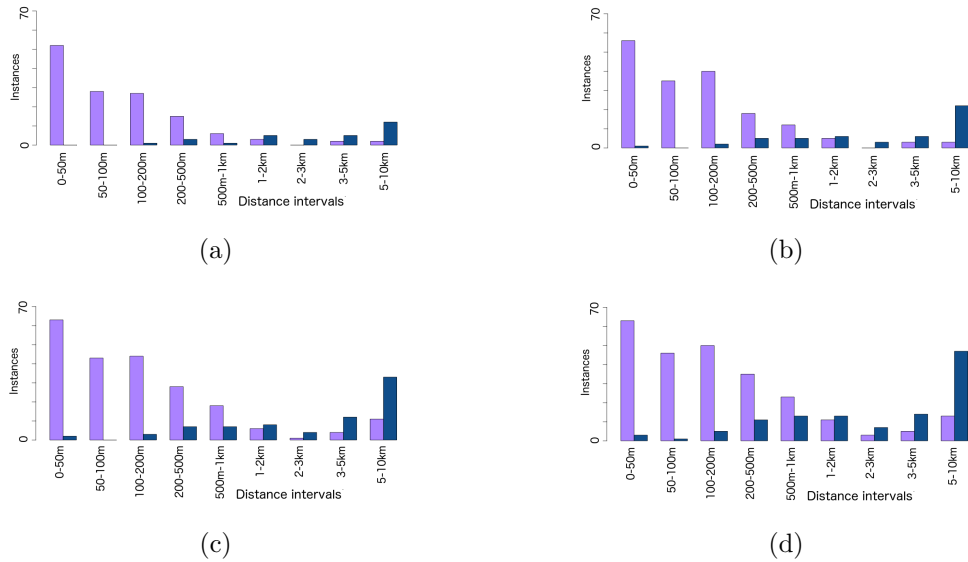 70
Instances
0
0-50m
50-100m
100-200m
200-500m
500m-1km
1-2km
2-3km
3-5km
5-10km
Distance intervals
(a)
70
Instances
0
0-50m
50-100m
100-200m
200-500m
500m-1km
1-2km
2-3km
3-5km
5-10km
Distance intervals
(b)
70
Instances
0
0-50m
50-100m
100-200m
200-500m
500m-1km
1-2km
2-3km
3-5km
5-10km
Distance intervals
(c)
70
Instances
0
0-50m
50-100m
100-200m
200-500m
500m-1km
1-2km
2-3km
3-5km
5-10km
Distance intervals
(d)